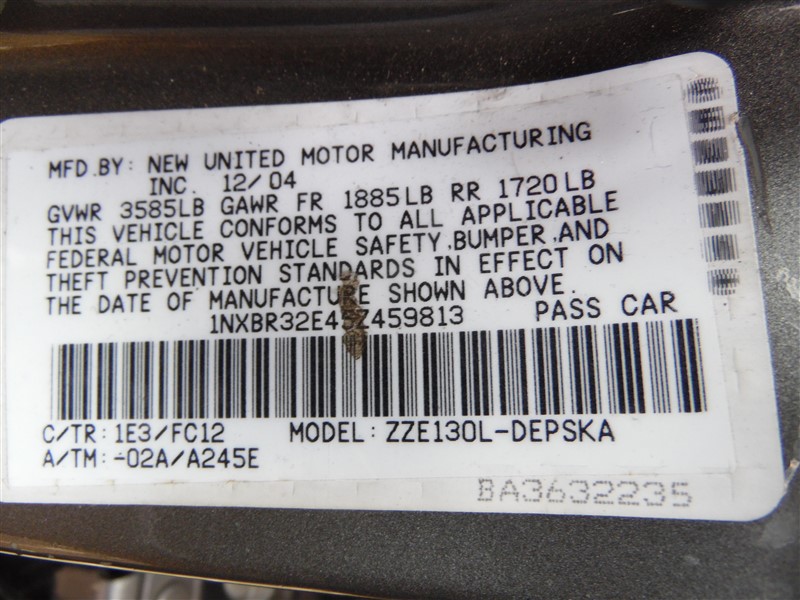 MFD.BY: NEW UNITED MOTOR MANUFACTURING
INC. 12/04
GVWR 3585LB GAWR FR 1885LB RR 1720LB
THIS VEHICLE CONFORMS TO ALL APPLICABLE
FEDERAL MOTOR VEHICLE SAFETY,BUMPER,AND
THEFT PREVENTION STANDARDS IN EFFECT ON
THE DATE OF MANUFACTURE SHOWN ABOVE.
1NXBR32E45Z459813 PASS CAR
C/TR: 1E3/FC12 MODEL: ZZE130L-DEPSKA
A/TM: -02A/A245E
BA3632235